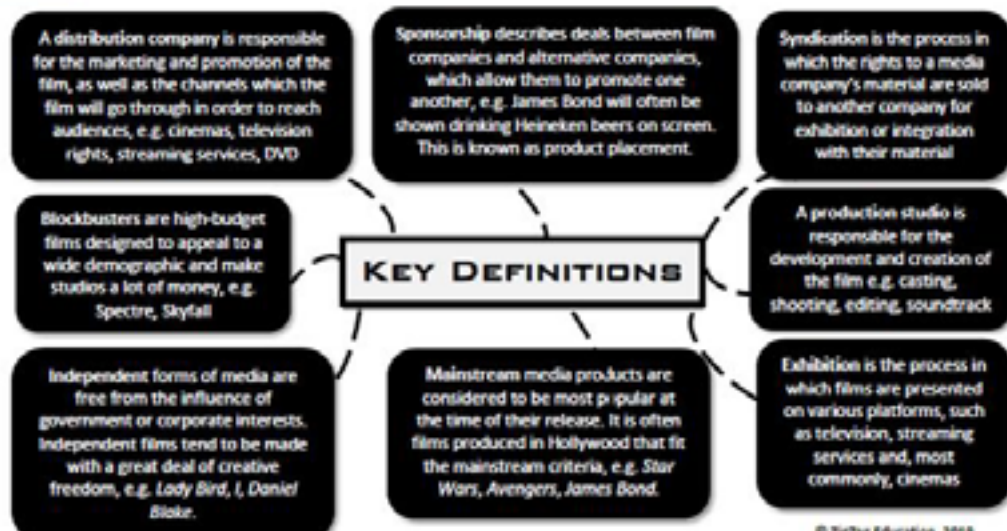 A distribution company is responsible
for the marketing and promotion of the
film, as well as the channels which the
film will go through in order to reach
audiences, e.g. cinemas, television
rights, streaming services, DVD
Sponsorship describes deals between film
companies and alternative companies,
which allow them to promote one
another, e.g. James Bond will often be
shown drinking Heineken beers on screen.
This is known as product placement.
Syndication is the process in
which the rights to a media
company's material are sold
to another company for
exhibition or integration
with their material
Blockbusters are high-budget
films designed to appeal to a
wide demographic and make
studios a lot of money, e.g.
Spectre, Skyfall
KEY DEFINITIONS
A production studio is
responsible for the
development and creation of
the film e.g. casting,
shooting, editing, soundtrack
Independent forms of media are
free from the influence of
government or corporate interests.
Independent films tend to be made
with a great deal of creative
freedom, e.g. Lady Bird, I, Daniel
Blake.
Mainstream media products are
considered to be most popular at
the time of their release. It is often
films produced in Hollywood that fit
the mainstream criteria, e.g. Star
Wars, Avengers, James Bond.
Exhibition is the process in
which films are presented
on various platforms, such
as television, streaming
services and, most
commonly, cinemas
Education